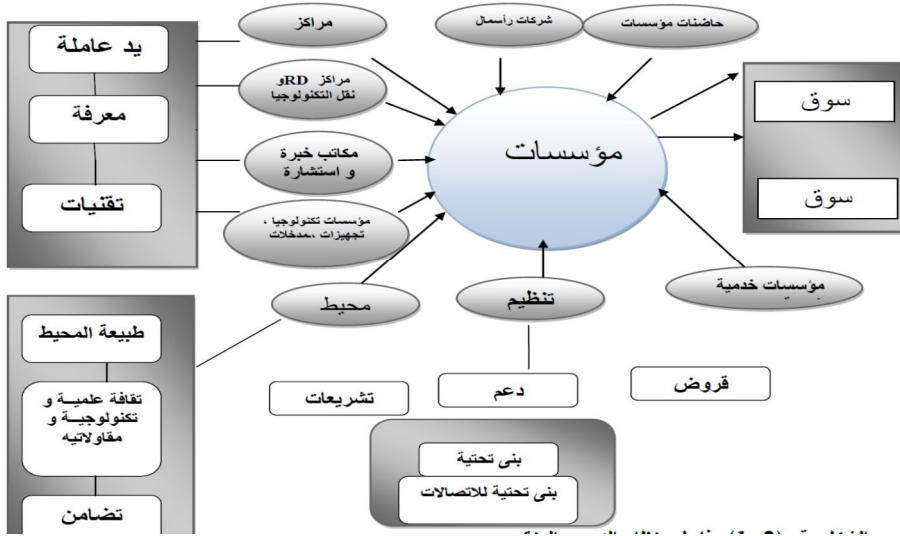 حاضنات مؤسسات
شركات رأسمال
مراكز
يد عاملة
معرفة
تقنيات
مراكز RDو
نقل التكنولوجيا
مكاتب خبرة
و استشارة
مؤسسات تكنولوجيا ،
تجهيزات ،مدخلات
مؤسسات
سوق
سوق
مؤسسات خدمية
تنظيم
محيط
طبيعة المحيط
ثقافة علميـة و
تكنولوجيـة و
مقاولاتيه
تضامن
قروض
دعم
تشريعات
بنى تحتية
بنى تحتية للاتصالات